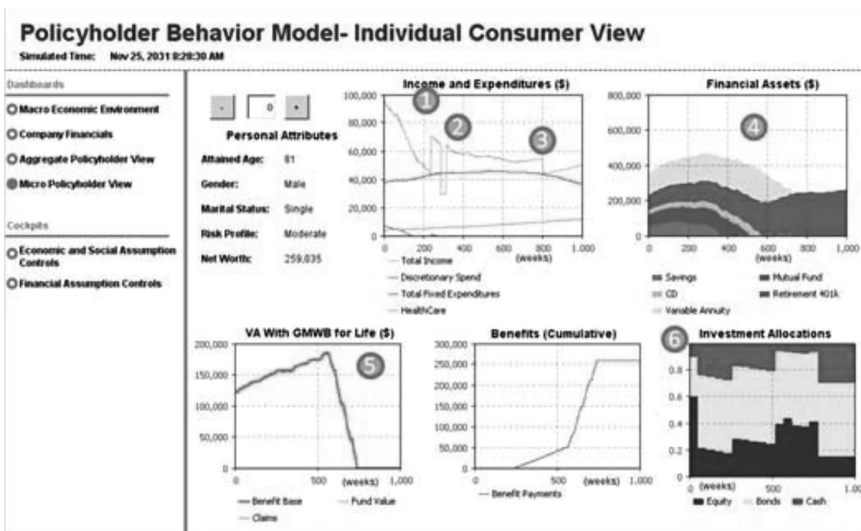 Policyholder Behavior Model- Individual Consumer View
Simulated Time: Nov 25, 2031 8:28:30 AM
Dashboards
Macro Economic Environment
Company Financials
Aggregate Policyholder View
Micro Policyholder View
Cockpits
Economic and Social Assumption
Controls
Financial Assumption Controls
- 0 +
Personal Attributes
Attained Age: 81
Gender: Male
Marital Status: Single
Risk Profile: Moderate
Net Worth: 259,035
Income and Expenditures ($)
100,000
80,000
60,000
40,000
20,000
0
0 200 400 600 800 1,000
(weeks)
1
2
3
Total Income
Discretionary Spend
Total Fixed Expenditures
HealthCare
Financial Assets ($)
800,000
600,000
400,000
200,000
0
0 200 400 600 800 1,000
(weeks)
4
Savings Mutual Fund
CD Retirement 401k
Variable Annuity
VA With GMWB for Life ($)
200,000
150,000
100,000
50,000
0
0 500 (weeks) 1,000
5
Benefit Base Fund Value
Claims
Benefits (Cumulative)
300,000
250,000
200,000
150,000
100,000
50,000
0
0 500 (weeks) 1,000
Benefit Payments
6
Investment Allocations
0.8
0.6
0.4
0.2
0
0 500 (weeks) 1,000
Equity Bonds Cash